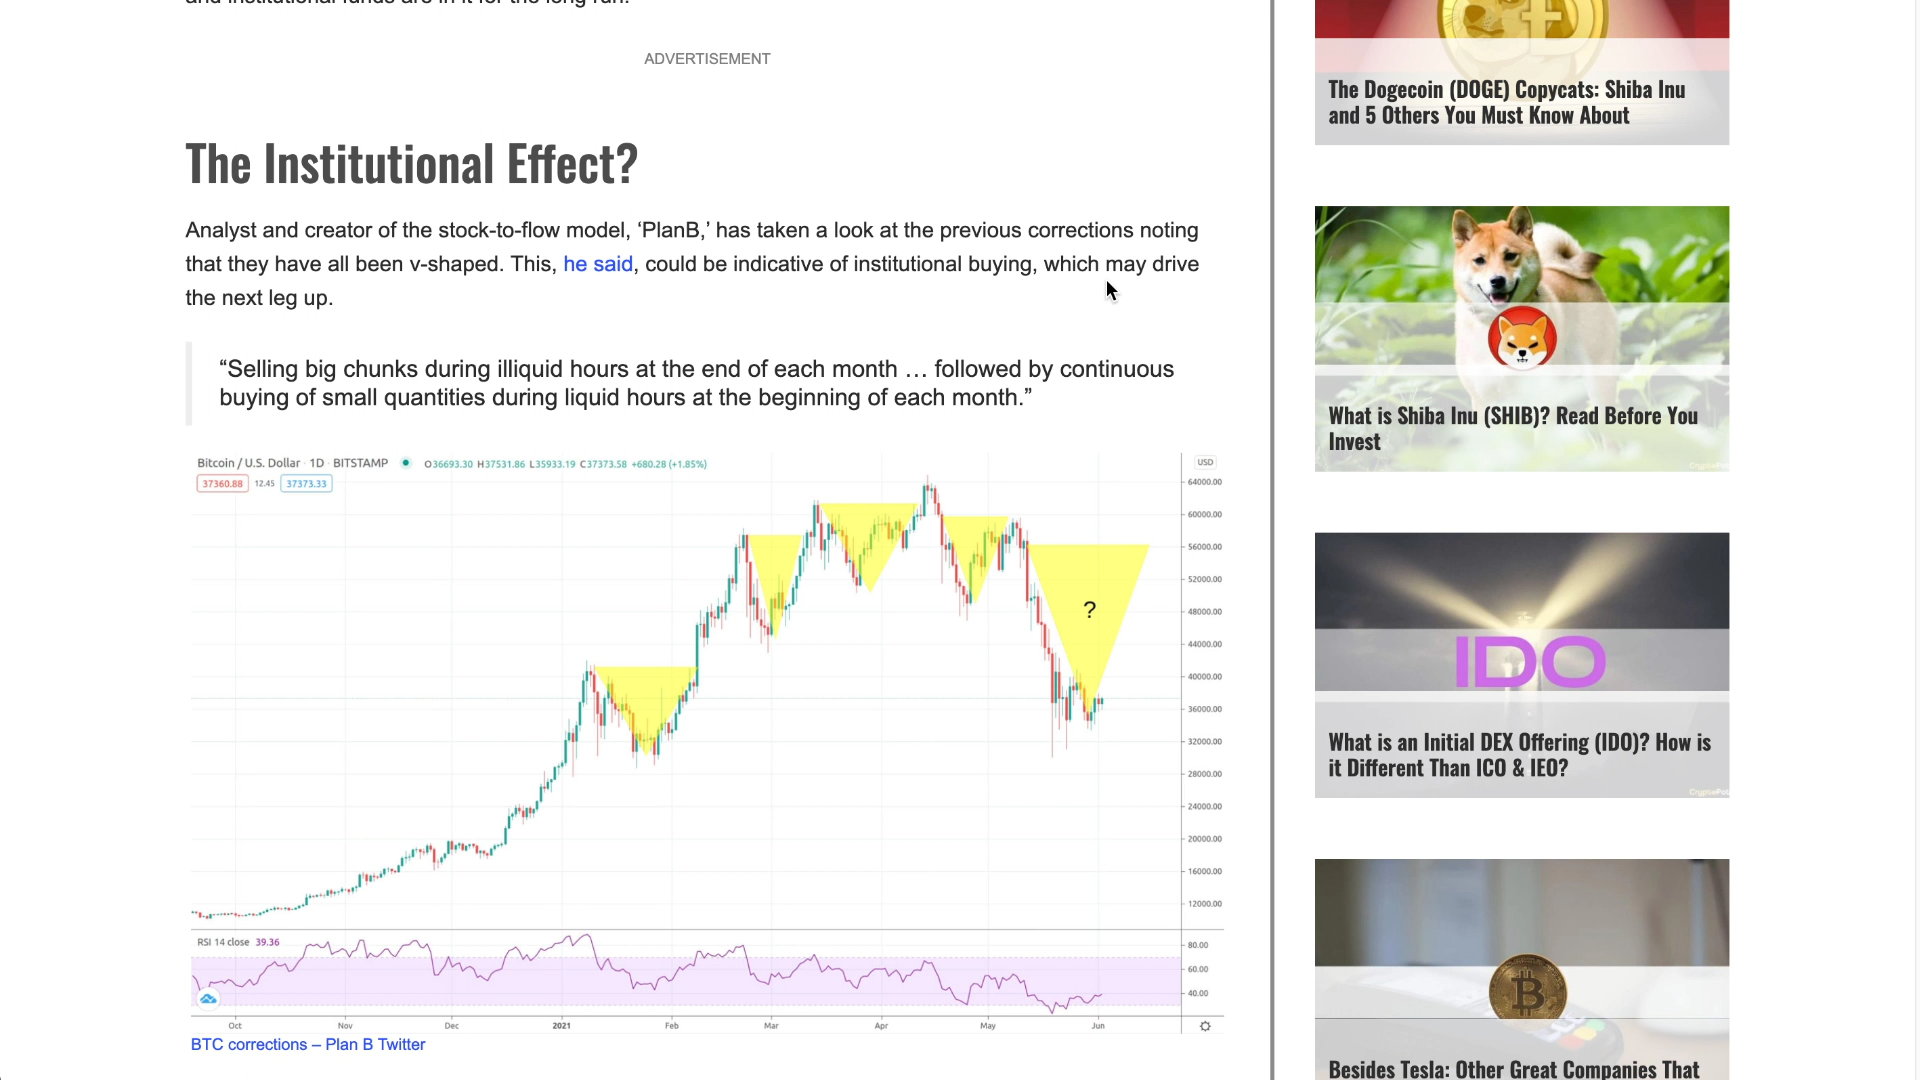 ADVERTISEMENT
The Institutional Effect?
Analyst and creator of the stock-to-flow model, ‘PlanB,’ has taken a look at the previous corrections noting
that they have all been v-shaped. This, he said, could be indicative of institutional buying, which may drive
the next leg up.
“Selling big chunks during illiquid hours at the end of each month … followed by continuous
buying of small quantities during liquid hours at the beginning of each month.”
Bitcoin / U.S. Dollar · 1D · BITSTAMP O36693.30 H37531.86 L35933.19 C37373.58 +680.28 (+1.85%)
37360.88 12.45 37373.33
USD
64000.00
60000.00
56000.00
52000.00
48000.00
44000.00
40000.00
36000.00
32000.00
28000.00
24000.00
20000.00
16000.00
12000.00
?
RSI 14 close 39.36
80.00
60.00
40.00
Oct Nov Dec 2021 Feb Mar Apr May Jun
BTC corrections – Plan B Twitter
The Dogecoin (DOGE) Copycats: Shiba Inu
and 5 Others You Must Know About
What is Shiba Inu (SHIB)? Read Before You
Invest
IDO
What is an Initial DEX Offering (IDO)? How is
it Different Than ICO & IEO?
Besides Tesla: Other Great Companies That